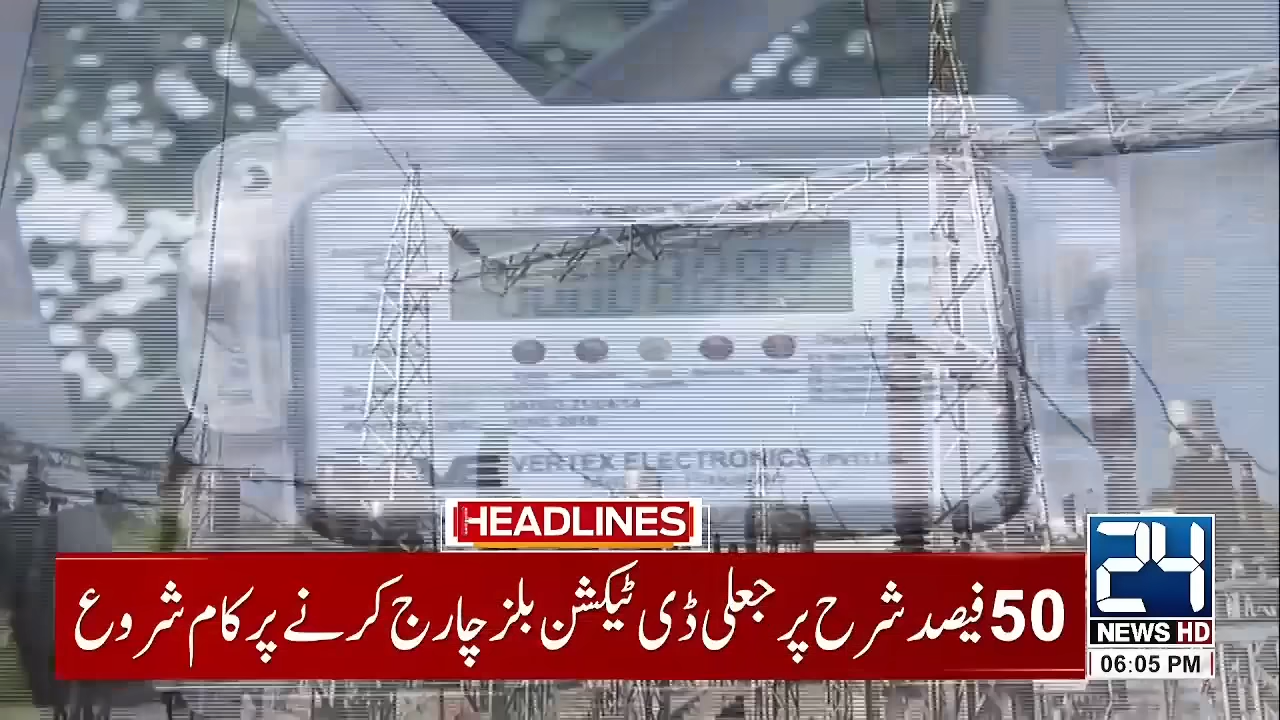 VERTEX ELECTRONICS
HEADLINES
50 فیصد شرح پر جعلی ڈی ٹیکشن بلز چارج کرنے پر کام شروع
24
NEWS HD
06:05 PM